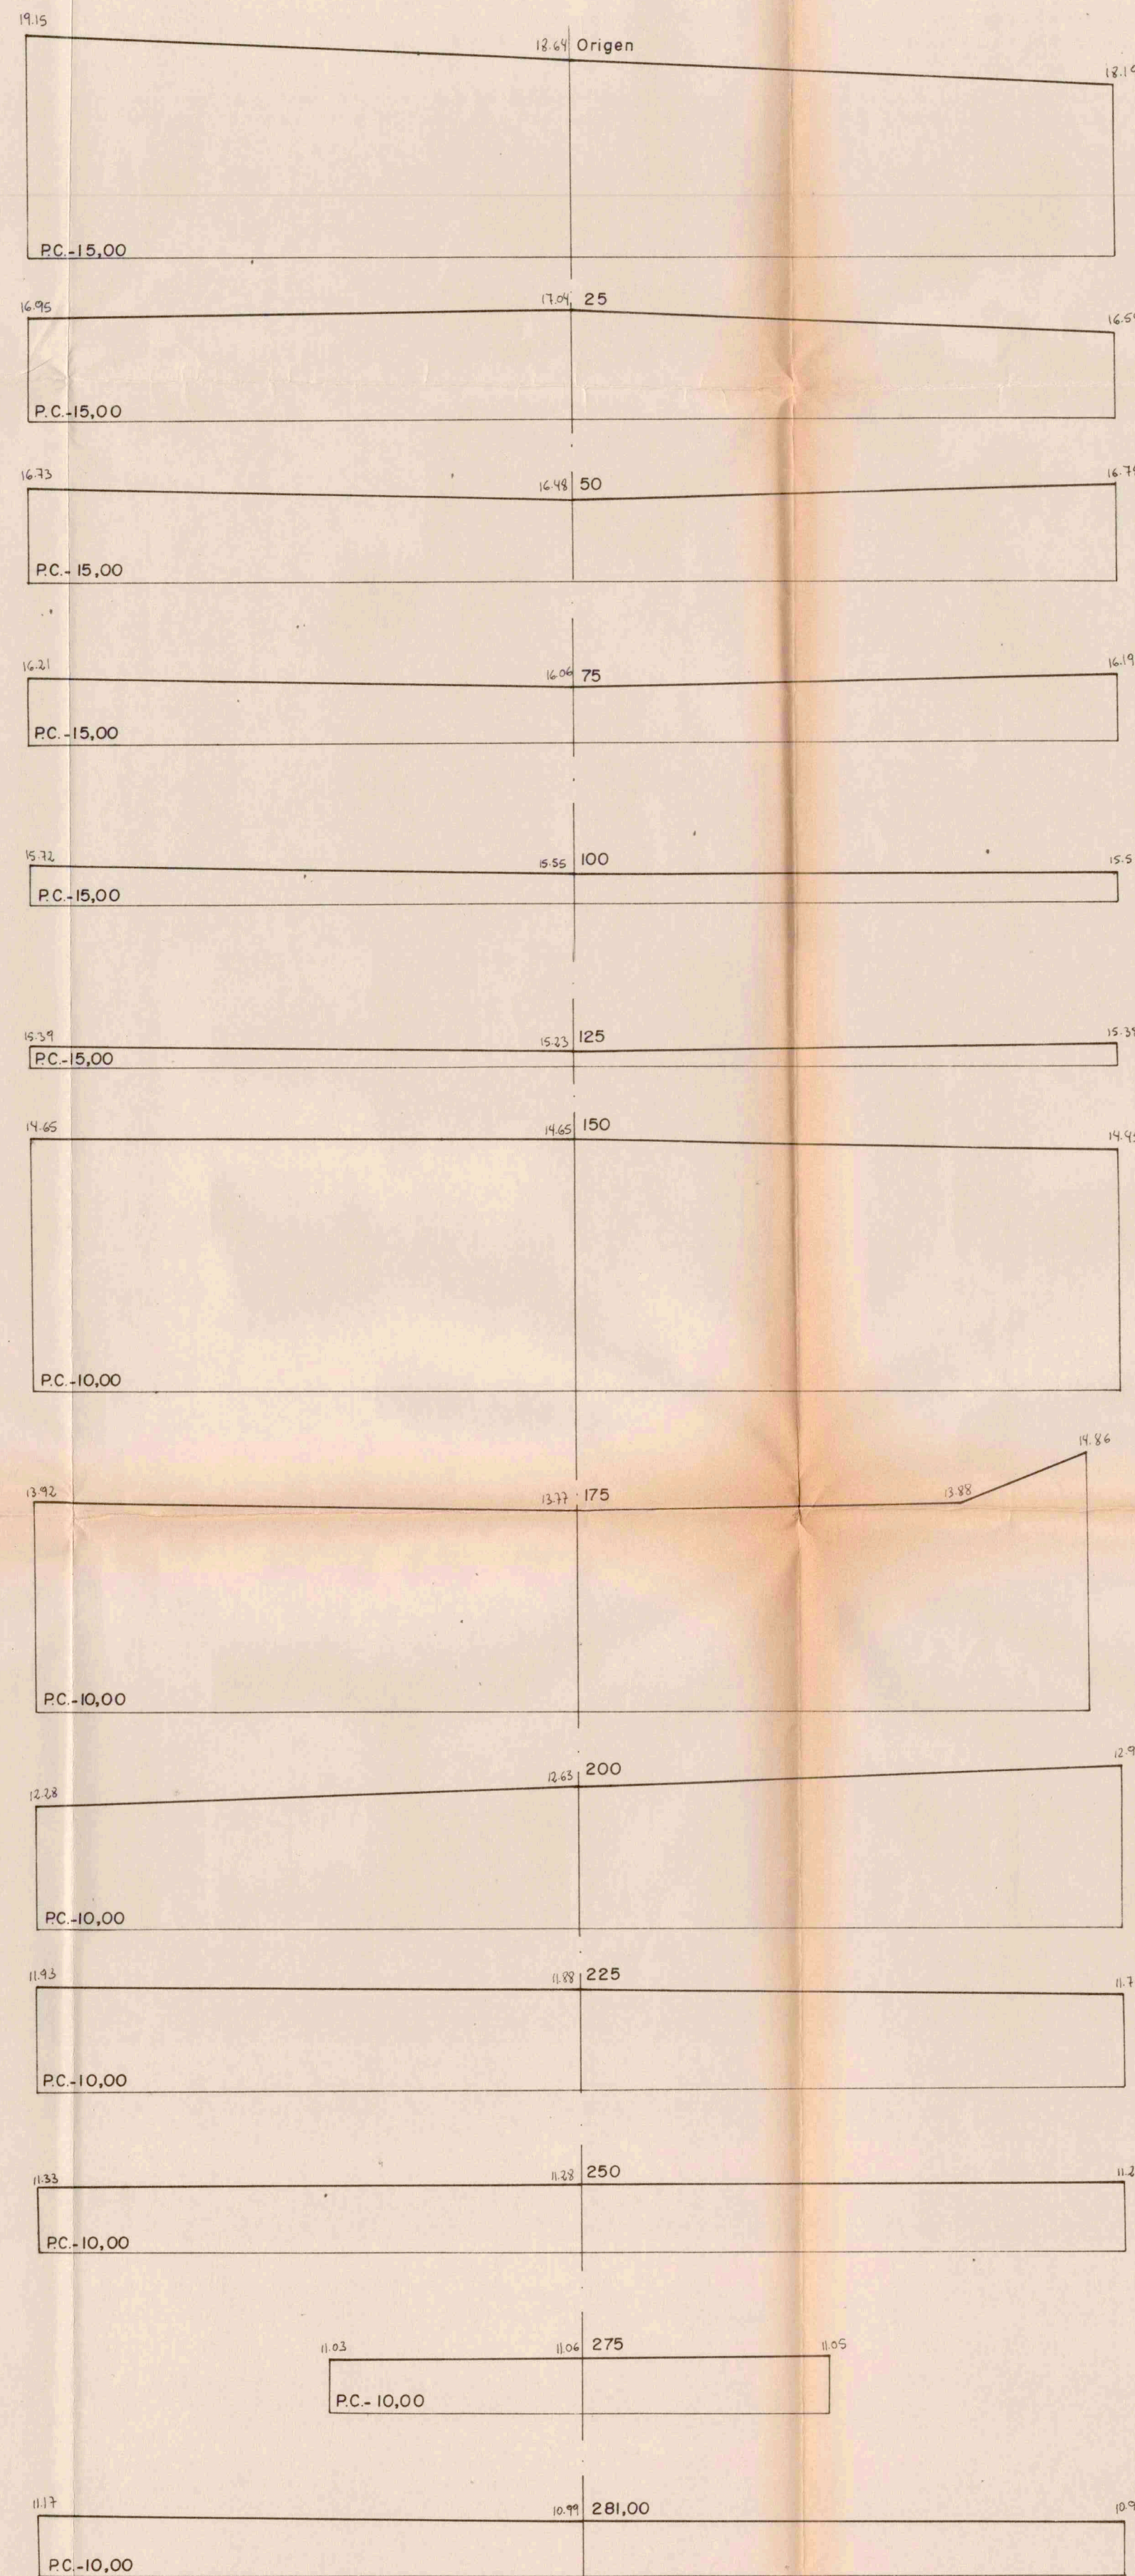 19.15
18.64 Origen
P.C.-15,00
16.95 17.04 25
P.C.-15,00
16.73 16.48 50
P.C.-15,00
16.21 16.06 75 16.19
P.C.-15,00
15.72 15.55 100
P.C.-15,00
15.39 15.23 125
P.C.-15,00
14.65 14.65 150
P.C.-10,00
14.86
13.92 13.77 175 13.88
P.C.-10,00
12.28 12.63 200
P.C.-10,00
11.93 11.88 225
P.C.-10,00
11.33 11.28 250
P.C.-10,00
11.03 11.06 275 11.05
P.C.-10,00
11.17 10.99 281,00
P.C.-10,00